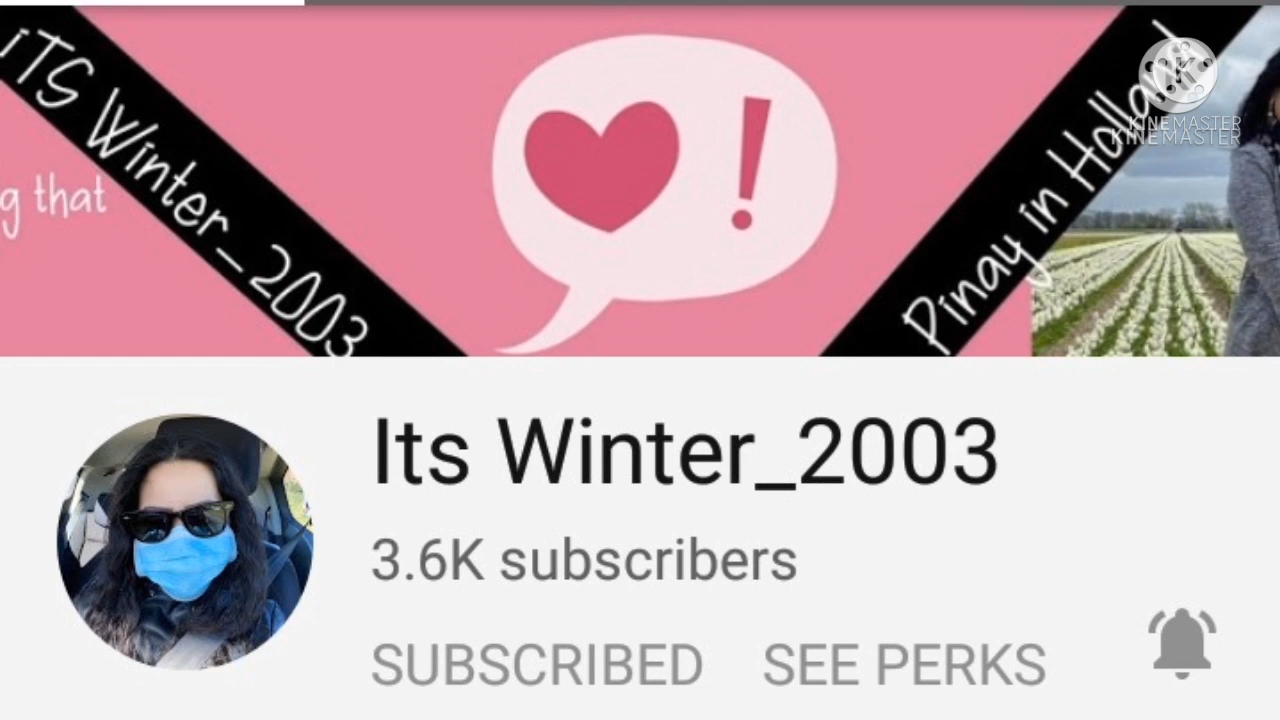 iTS Winter_2003
g that
!
Pinay in Holland
KINEMASTER
KINEMASTER
Its Winter_2003
3.6K subscribers
SUBSCRIBED SEE PERKS